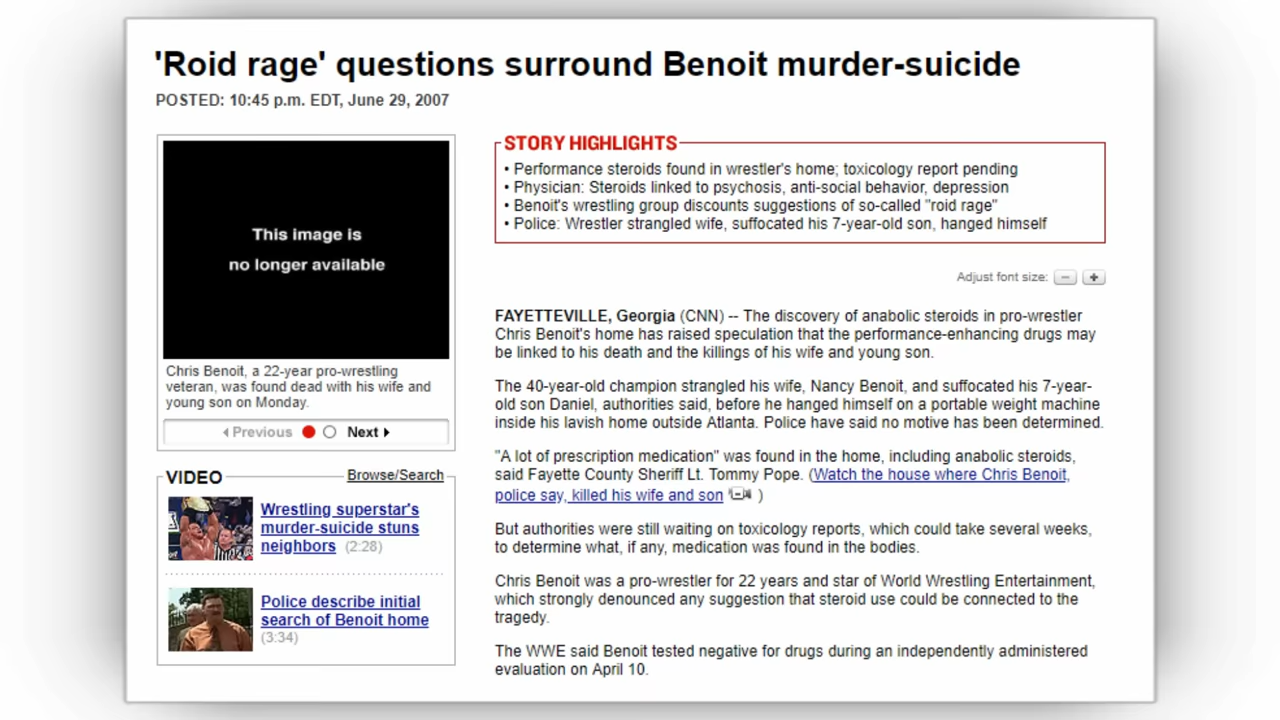 'Roid rage' questions surround Benoit murder-suicide
POSTED: 10:45 p.m. EDT, June 29, 2007
This image is
no longer available
Chris Benoit, a 22-year pro-wrestling
veteran, was found dead with his wife and
young son on Monday.
Previous
Next
VIDEO
Browse/Search
Wrestling superstar's
murder-suicide stuns
neighbors (2:28)
Police describe initial
search of Benoit home
(3:34)
STORY HIGHLIGHTS
• Performance steroids found in wrestler's home; toxicology report pending
• Physician: Steroids linked to psychosis, anti-social behavior, depression
• Benoit's wrestling group discounts suggestions of so-called "roid rage"
• Police: Wrestler strangled wife, suffocated his 7-year-old son, hanged himself
Adjust font size: − +
FAYETTEVILLE, Georgia (CNN) -- The discovery of anabolic steroids in pro-wrestler
Chris Benoit's home has raised speculation that the performance-enhancing drugs may
be linked to his death and the killings of his wife and young son.
The 40-year-old champion strangled his wife, Nancy Benoit, and suffocated his 7-year-
old son Daniel, authorities said, before he hanged himself on a portable weight machine
inside his lavish home outside Atlanta. Police have said no motive has been determined.
"A lot of prescription medication" was found in the home, including anabolic steroids,
said Fayette County Sheriff Lt. Tommy Pope. (Watch the house where Chris Benoit,
police say, killed his wife and son )
But authorities were still waiting on toxicology reports, which could take several weeks,
to determine what, if any, medication was found in the bodies.
Chris Benoit was a pro-wrestler for 22 years and star of World Wrestling Entertainment,
which strongly denounced any suggestion that steroid use could be connected to the
tragedy.
The WWE said Benoit tested negative for drugs during an independently administered
evaluation on April 10.